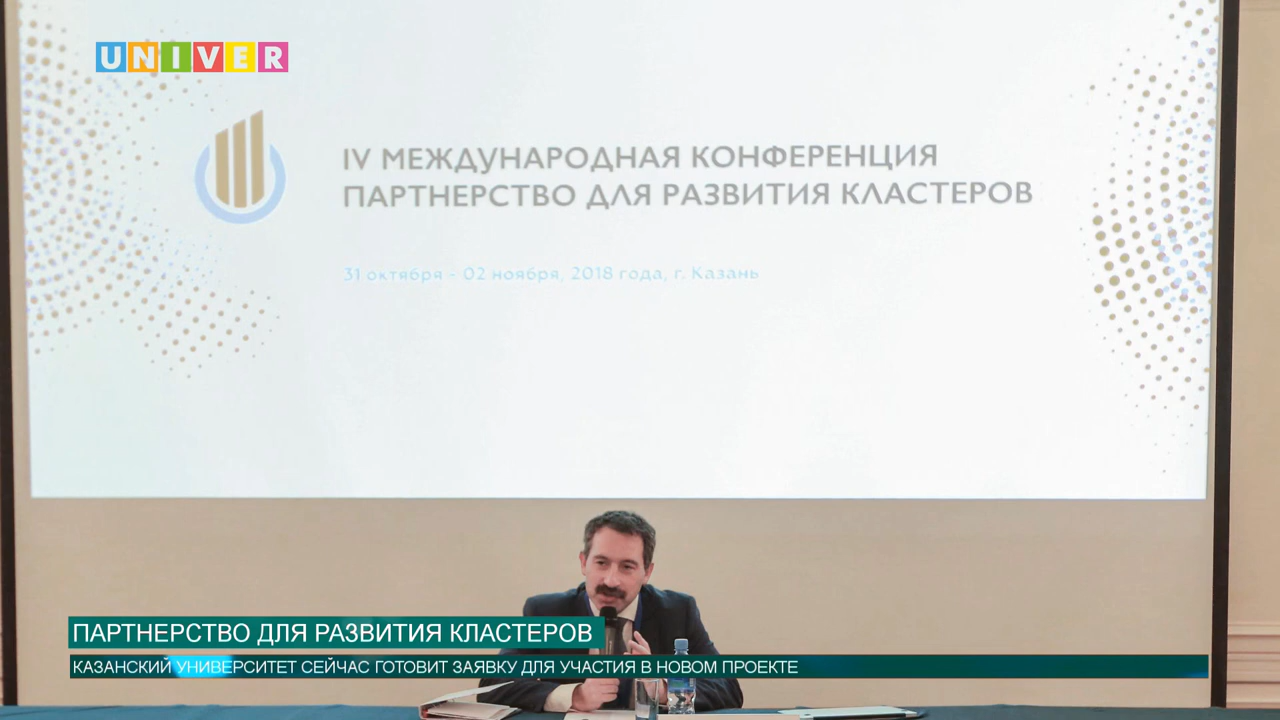 UNIVER
IV МЕЖДУНАРОДНАЯ КОНФЕРЕНЦИЯ
ПАРТНЕРСТВО ДЛЯ РАЗВИТИЯ КЛАСТЕРОВ
31 октября - 02 ноября, 2018 года, г. Казань
ПАРТНЕРСТВО ДЛЯ РАЗВИТИЯ КЛАСТЕРОВ
КАЗАНСКИЙ УНИВЕРСИТЕТ СЕЙЧАС ГОТОВИТ ЗАЯВКУ ДЛЯ УЧАСТИЯ В НОВОМ ПРОЕКТЕ